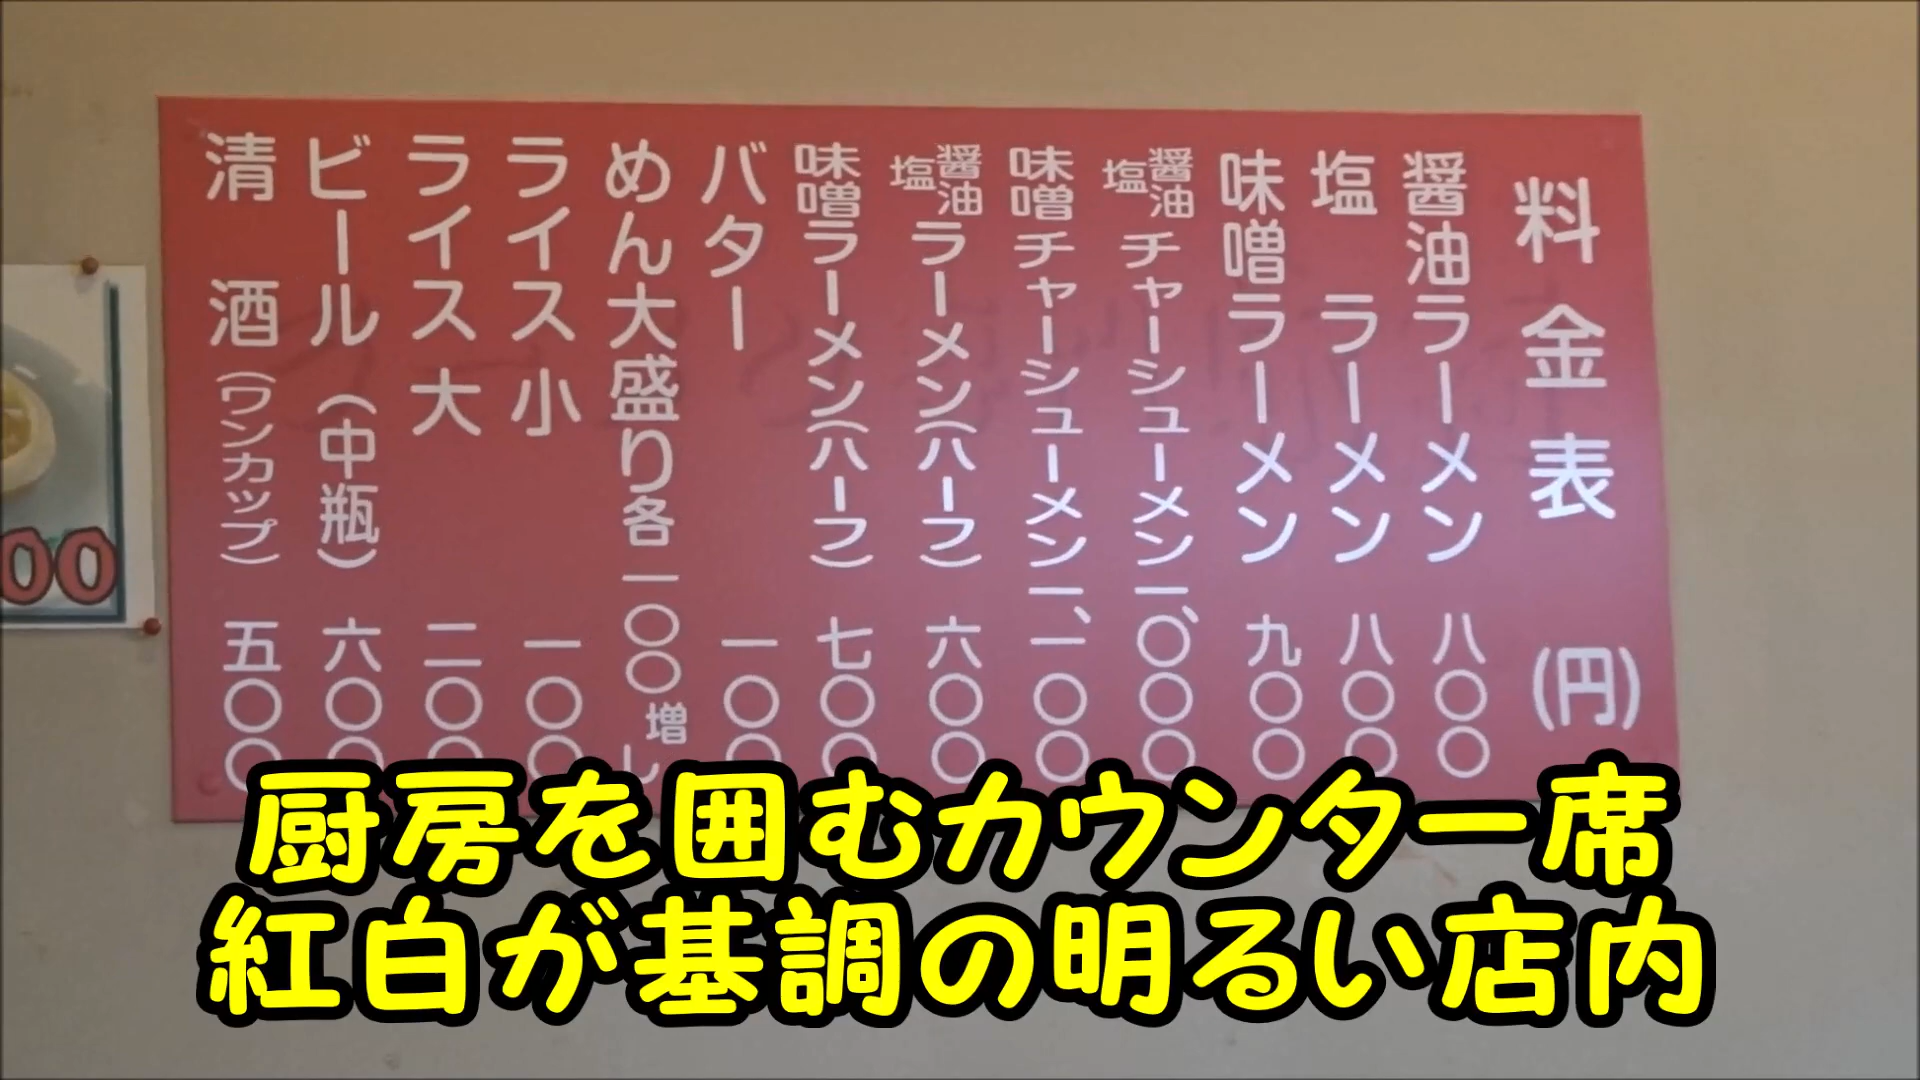 料金表 (円)
醤油ラーメン 八〇〇
塩 ラーメン 八〇〇
味噌ラーメン 九〇〇
醤油 塩 チャーシューメン 一、〇〇〇
味噌チャーシューメン 一、一〇〇
醤油 塩 ラーメン(ハーフ) 六〇〇
味噌ラーメン(ハーフ) 七〇〇
バター 一〇〇
めん大盛り各 一〇〇増し
ライス小 一〇〇
ライス大 二〇〇
ビール(中瓶) 六〇〇
清酒(ワンカップ) 五〇〇
00
厨房を囲むカウンター席
紅白が基調の明るい店内